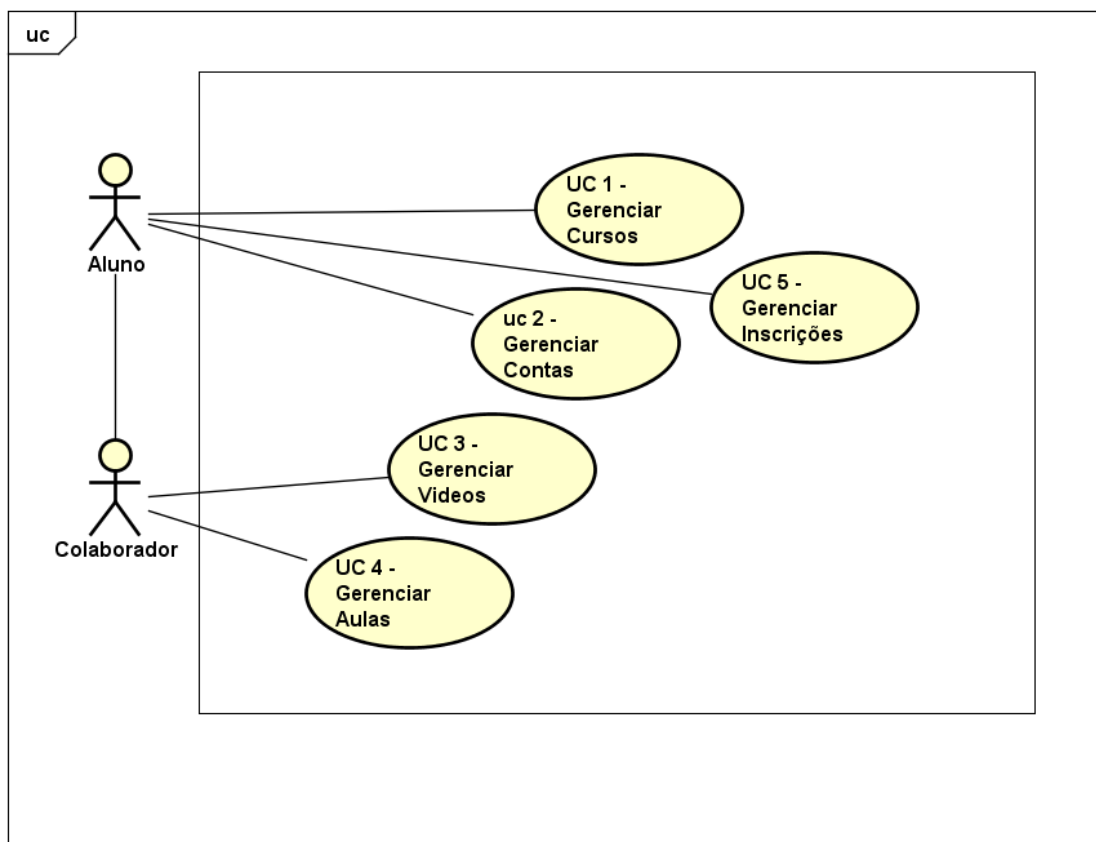 uc
UC 1 -
Gerenciar
Cursos
Aluno
UC 5 -
Gerenciar
Inscrições
uc 2 -
Gerenciar
Contas
UC 3 -
Gerenciar
Videos
Colaborador
UC 4 -
Gerenciar
Aulas